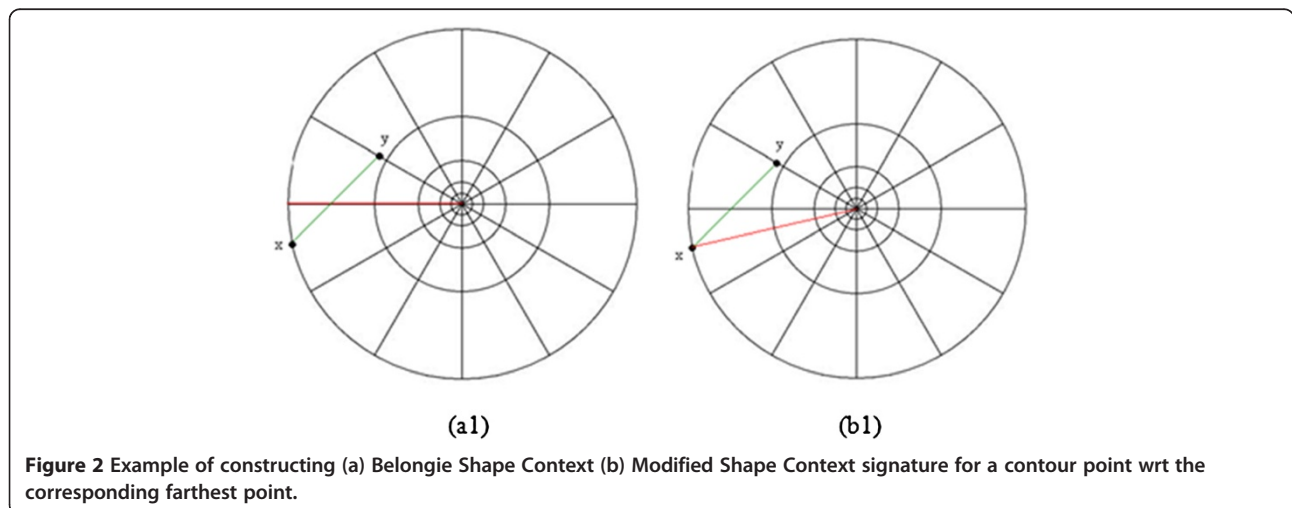 y
x
y
x
(a1)
(b1)
Figure 2 Example of constructing (a) Belongie Shape Context (b) Modified Shape Context signature for a contour point wrt the
corresponding farthest point.